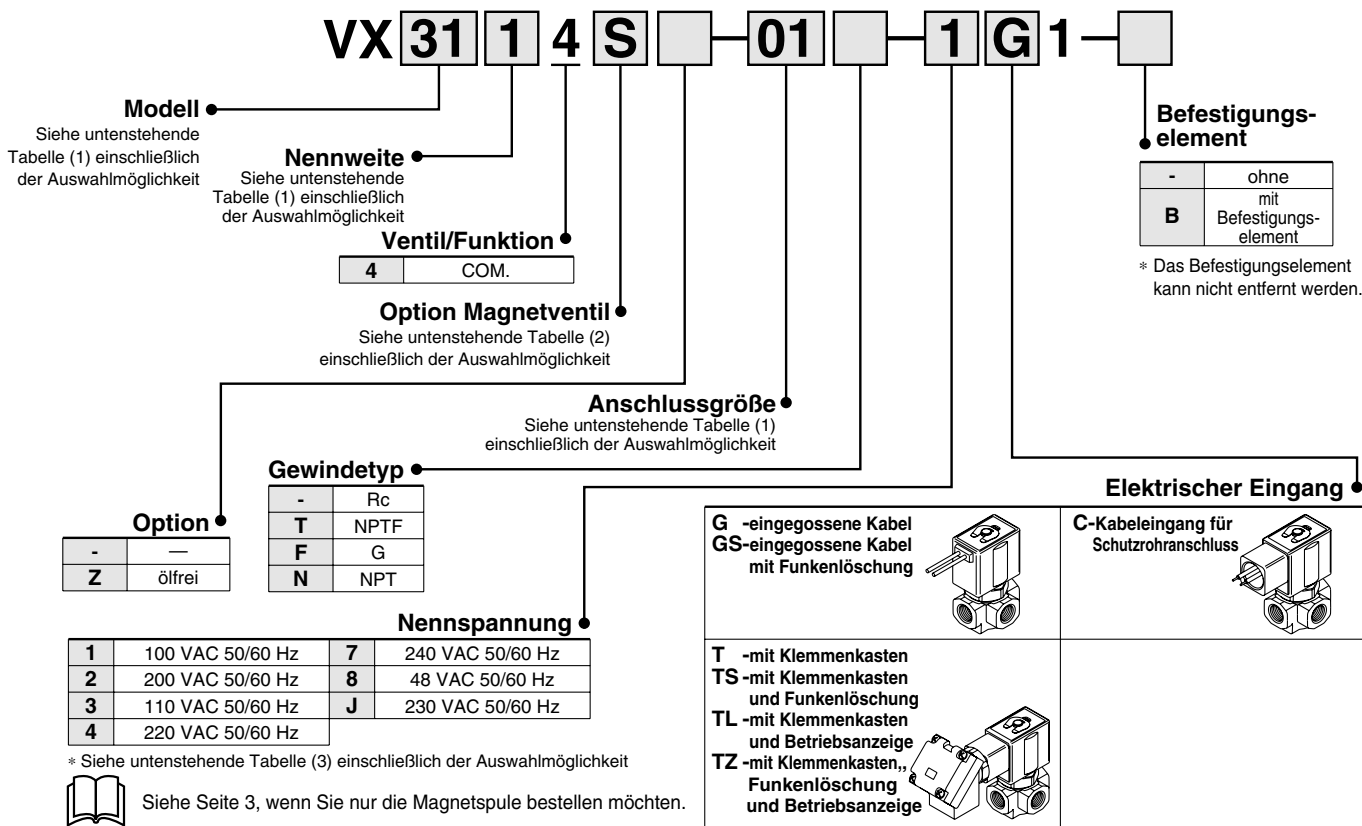 VX 31 1 4 S — 01 — 1 G 1 —
Modell
Siehe untenstehende
Tabelle (1) einschließlich
der Auswahlmöglichkeit
Nennweite
Siehe untenstehende
Tabelle (1) einschließlich
der Auswahlmöglichkeit
Ventil/Funktion
4 COM.
Option Magnetventil
Siehe untenstehende Tabelle (2)
einschließlich der Auswahlmöglichkeit
Anschlussgröße
Siehe untenstehende Tabelle (1)
einschließlich der Auswahlmöglichkeit
Befestigungs-
element
- ohne
B mit
Befestigungs-
element
* Das Befestigungselement
kann nicht entfernt werden.
Option
- —
Z ölfrei
Gewindetyp
- Rc
T NPTF
F G
N NPT
Nennspannung
1 100 VAC 50/60 Hz 7 240 VAC 50/60 Hz
2 200 VAC 50/60 Hz 8 48 VAC 50/60 Hz
3 110 VAC 50/60 Hz J 230 VAC 50/60 Hz
4 220 VAC 50/60 Hz
* Siehe untenstehende Tabelle (3) einschließlich der Auswahlmöglichkeit
Siehe Seite 3, wenn Sie nur die Magnetspule bestellen möchten.
Elektrischer Eingang
G -eingegossene Kabel
GS-eingegossene Kabel
mit Funkenlöschung
C-Kabeleingang für
Schutzrohranschluss
T -mit Klemmenkasten
TS -mit Klemmenkasten
und Funkenlöschung
TL -mit Klemmenkasten
und Betriebsanzeige
TZ -mit Klemmenkasten,,
Funkenlöschung
und Betriebsanzeige